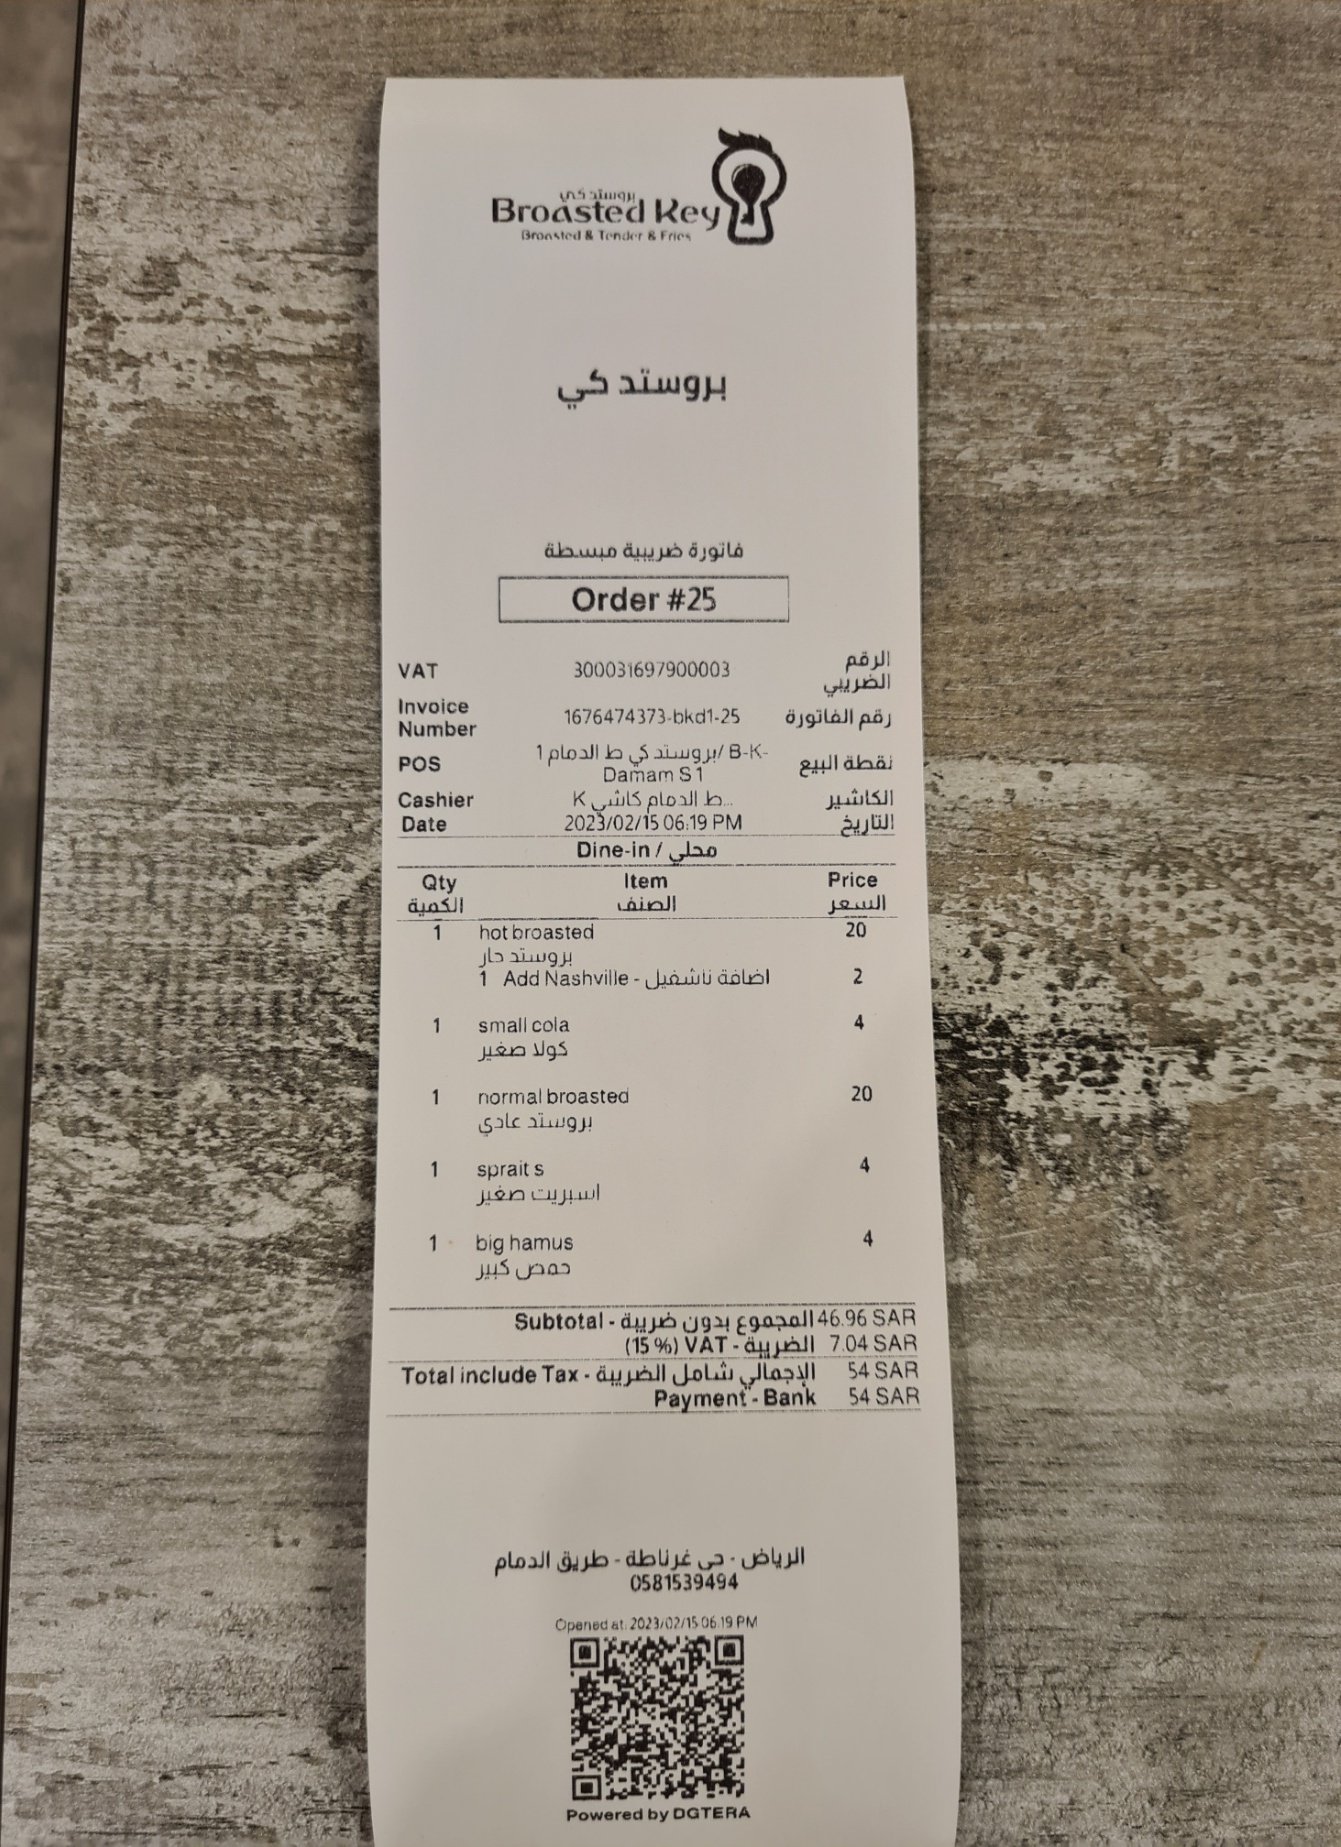 بروستد كي
Broasted Key
Broasted & Tender & Fries
بروستد كي
فاتورة ضريبية مبسطة
Order #25
VAT 300031697900003 الرقم الضريبي
Invoice Number 1676474373-bkd1-25 رقم الفاتورة
POS بروستد كي ط الدمام 1/ B-K-Damam S1 نقطة البيع
Cashier ط الدمام كاشي K... الكاشير
Date 2023/02/15 06:19 PM التاريخ
Dine-in / محلي
Qty Item Price
الكمية الصنف السعر
1 hot broasted 20
بروستد حار
1 Add Nashville - اضافة ناشفيل 2
1 small cola 4
كولا صغير
1 normal broasted 20
بروستد عادي
1 sprait s 4
اسبريت صغير
1 big hamus 4
حمص كبير
Subtotal - المجموع بدون ضريبة 46.96 SAR
(15%) VAT - الضريبة 7.04 SAR
Total include Tax - الإجمالي شامل الضريبة 54 SAR
Payment - Bank 54 SAR
الرياض - حى غرناطة - طريق الدمام
0581539494
Opened at: 2023/02/15 06:19 PM
Powered by DGTERA